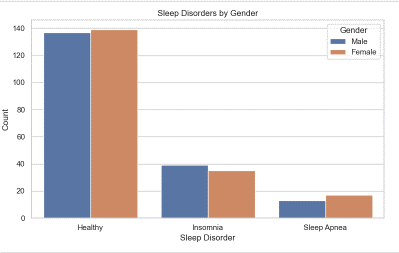 Sleep Disorders by Gender
Gender
Male
Female
140
120
100
80
60
40
20
0
Count
Healthy
Insomnia
Sleep Apnea
Sleep Disorder